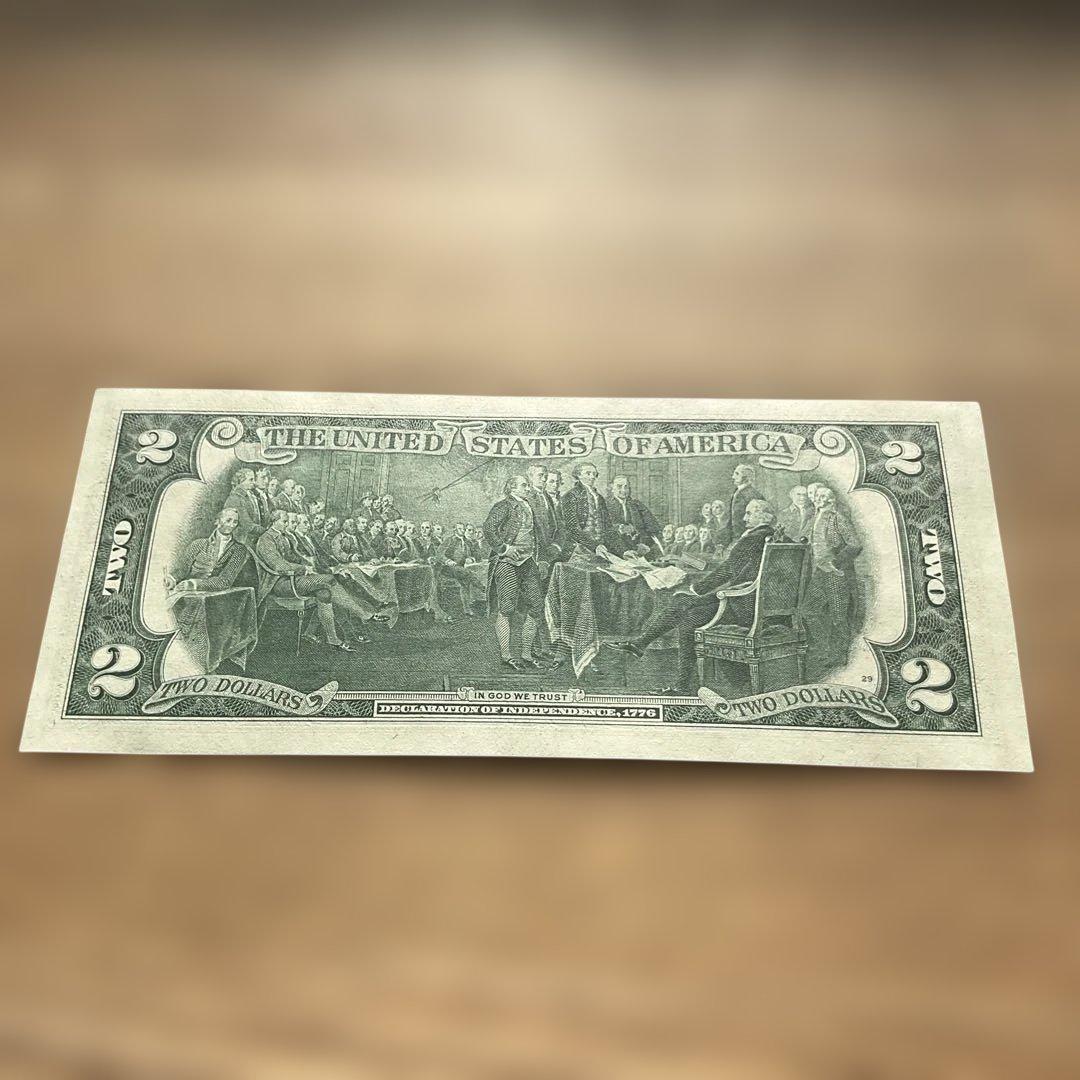 2 THE UNITED STATES OF AMERICA 2
TWO TWO
29
2 TWO DOLLARS IN GOD WE TRUST TWO DOLLARS 2
DECLARATION OF INDEPENDENCE, 1776